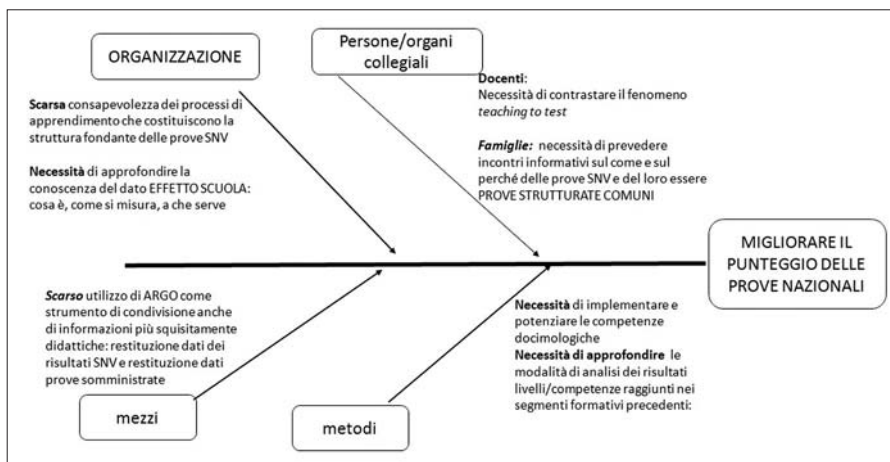 ORGANIZZAZIONE
Scarsa consapevolezza dei processi di
apprendimento che costituiscono la
struttura fondante delle prove SNV
Necessità di approfondire la
conoscenza del dato EFFETTO SCUOLA:
cosa è, come si misura, a che serve
Persone/organi
collegiali
Docenti:
Necessità di contrastare il fenomeno
teaching to test
Famiglie: necessità di prevedere
incontri informativi sul come e sul
perché delle prove SNV e del loro essere
PROVE STRUTTURATE COMUNI
MIGLIORARE IL
PUNTEGGIO DELLE
PROVE NAZIONALI
Scarso utilizzo di ARGO come
strumento di condivisione anche
di informazioni più squisitamente
didattiche: restituzione dati dei
risultati SNV e restituzione dati
prove somministrate
mezzi
Necessità di implementare e
potenziare le competenze
docimologiche
Necessità di approfondire le
modalità di analisi dei risultati
livelli/competenze raggiunti nei
segmenti formativi precedenti:
metodi